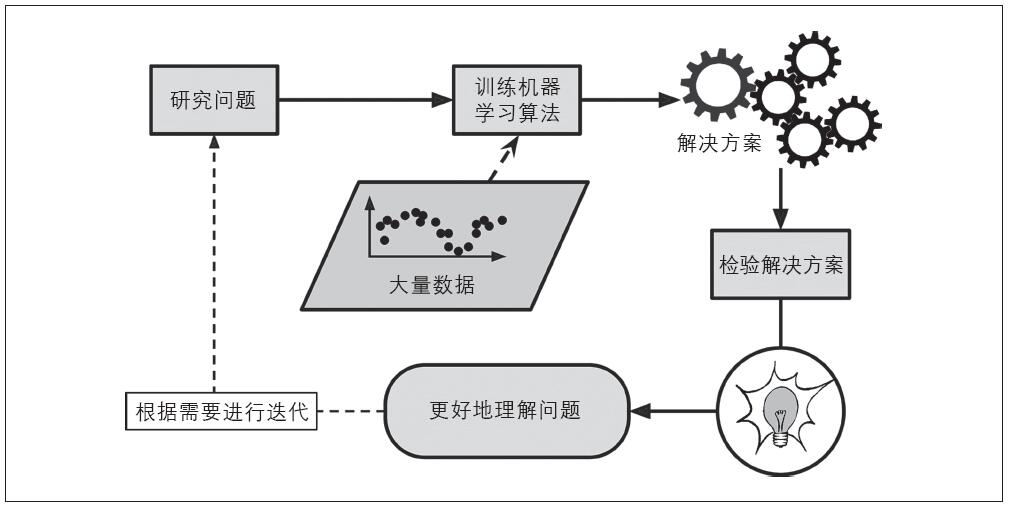 研究问题
训练机器
学习算法
解决方案
大量数据
检验解决方案
更好地理解问题
根据需要进行迭代